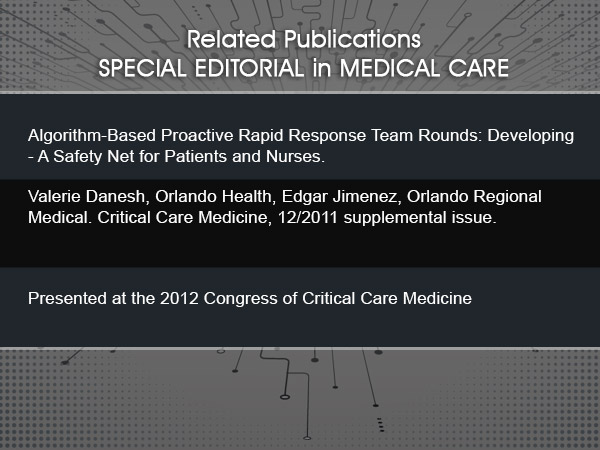 Related Publications
SPECIAL EDITORIAL in MEDICAL CARE
Algorithm-Based Proactive Rapid Response Team Rounds: Developing
- A Safety Net for Patients and Nurses.
Valerie Danesh, Orlando Health, Edgar Jimenez, Orlando Regional
Medical. Critical Care Medicine, 12/2011 supplemental issue.
Presented at the 2012 Congress of Critical Care Medicine